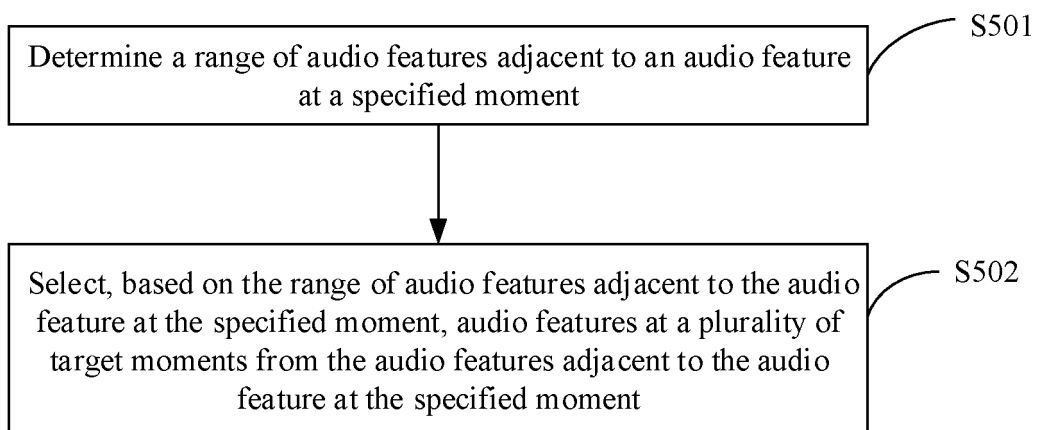 S501
Determine a range of audio features adjacent to an audio feature
at a specified moment
S502
Select, based on the range of audio features adjacent to the audio
feature at the specified moment, audio features at a plurality of
target moments from the audio features adjacent to the audio
feature at the specified moment